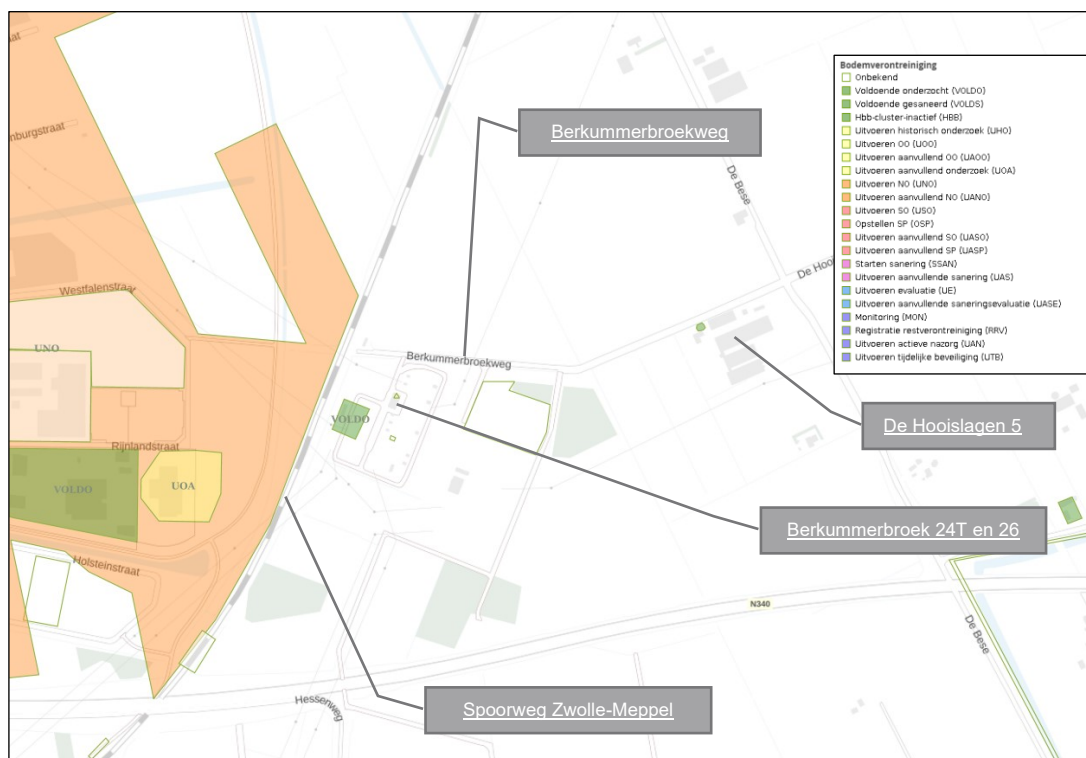 aat
nburgstraat
Westfalenstraat
UNO
Rijnlandstraat
VOLDO
UOA
Holsteinstraat
Berkummerbroekweg
De Bese
De Hooi
Berkummerbroekweg
VOLDO
De Hooislagen 5
Berkummerbroek 24T en 26
N340
De Bese
Hessenweg
Spoorweg Zwolle-Meppel
Bodemverontreiniging
Onbekend
Voldoende onderzocht (VOLDO)
Voldoende gesaneerd (VOLDS)
Hbb-cluster-inactief (HBB)
Uitvoeren historisch onderzoek (UHO)
Uitvoeren OO (UOO)
Uitvoeren aanvullend OO (UAOO)
Uitvoeren aanvullend onderzoek (UOA)
Uitvoeren NO (UNO)
Uitvoeren aanvullend NO (UANO)
Uitvoeren SO (USO)
Opstellen SP (OSP)
Uitvoeren aanvullend SO (UASO)
Uitvoeren aanvullend SP (UASP)
Starten sanering (SSAN)
Uitvoeren aanvullende sanering (UAS)
Uitvoeren evaluatie (UE)
Uitvoeren aanvullende saneringsevaluatie (UASE)
Monitoring (MON)
Registratie restverontreiniging (RRV)
Uitvoeren actieve nazorg (UAN)
Uitvoeren tijdelijke beveiliging (UTB)